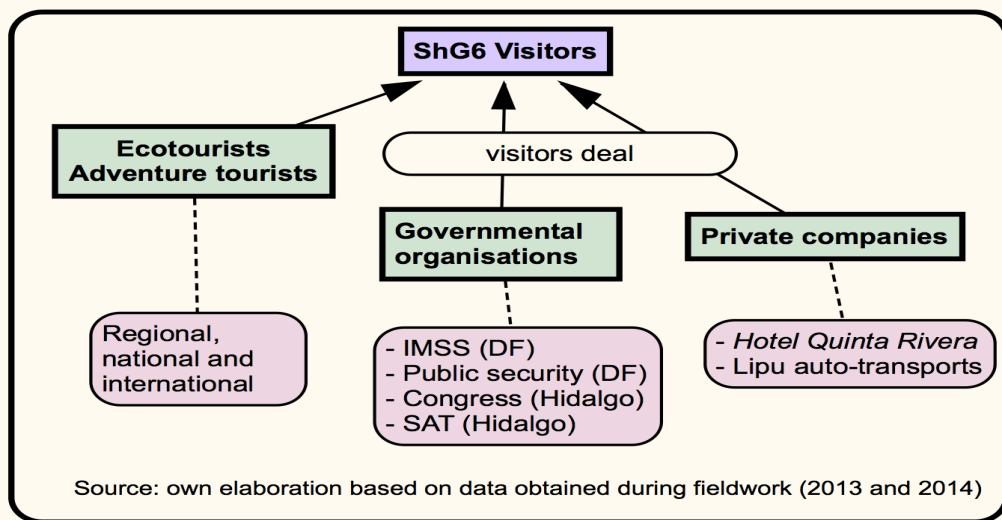 ShG6 Visitors
Ecotourists
Adventure tourists
visitors deal
Governmental
organisations
Private companies
Regional,
national and
international
- IMSS (DF)
- Public security (DF)
- Congress (Hidalgo)
- SAT (Hidalgo)
- Hotel Quinta Rivera
- Lipu auto-transports
Source: own elaboration based on data obtained during fieldwork (2013 and 2014)